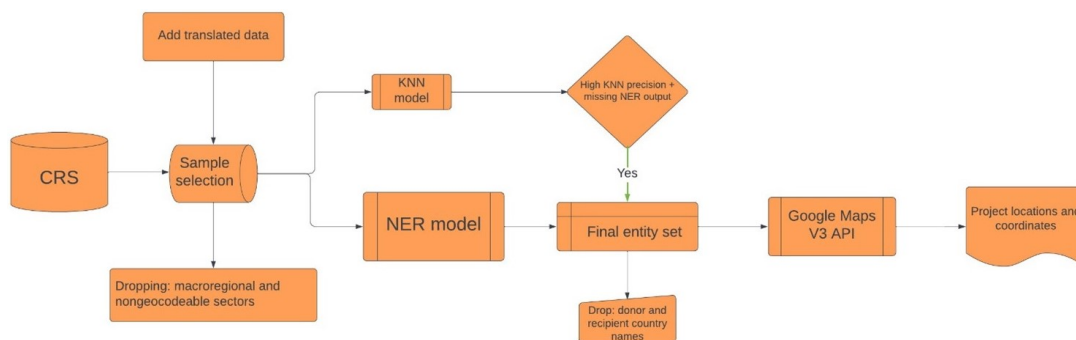 Add translated data
KNN
model
High KNN precision +
missing NER output
CRS
Sample
selection
Yes
NER model
Final entity set
Google Maps
V3 API
Project locations and
coordinates
Dropping: macroregional and
nongeocodeable sectors
Drop: donor and
recipient country
names